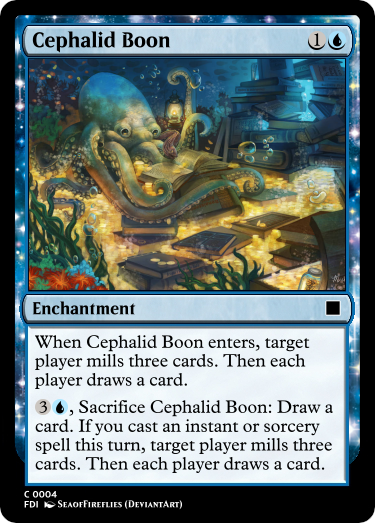 Cephalid Boon 1
Enchantment
When Cephalid Boon enters, target
player mills three cards. Then each
player draws a card.
3, Sacrifice Cephalid Boon: Draw a
card. If you cast an instant or sorcery
spell this turn, target player mills three
cards. Then each player draws a card.
C 0004
FDI SeaofFireflies (DeviantArt)